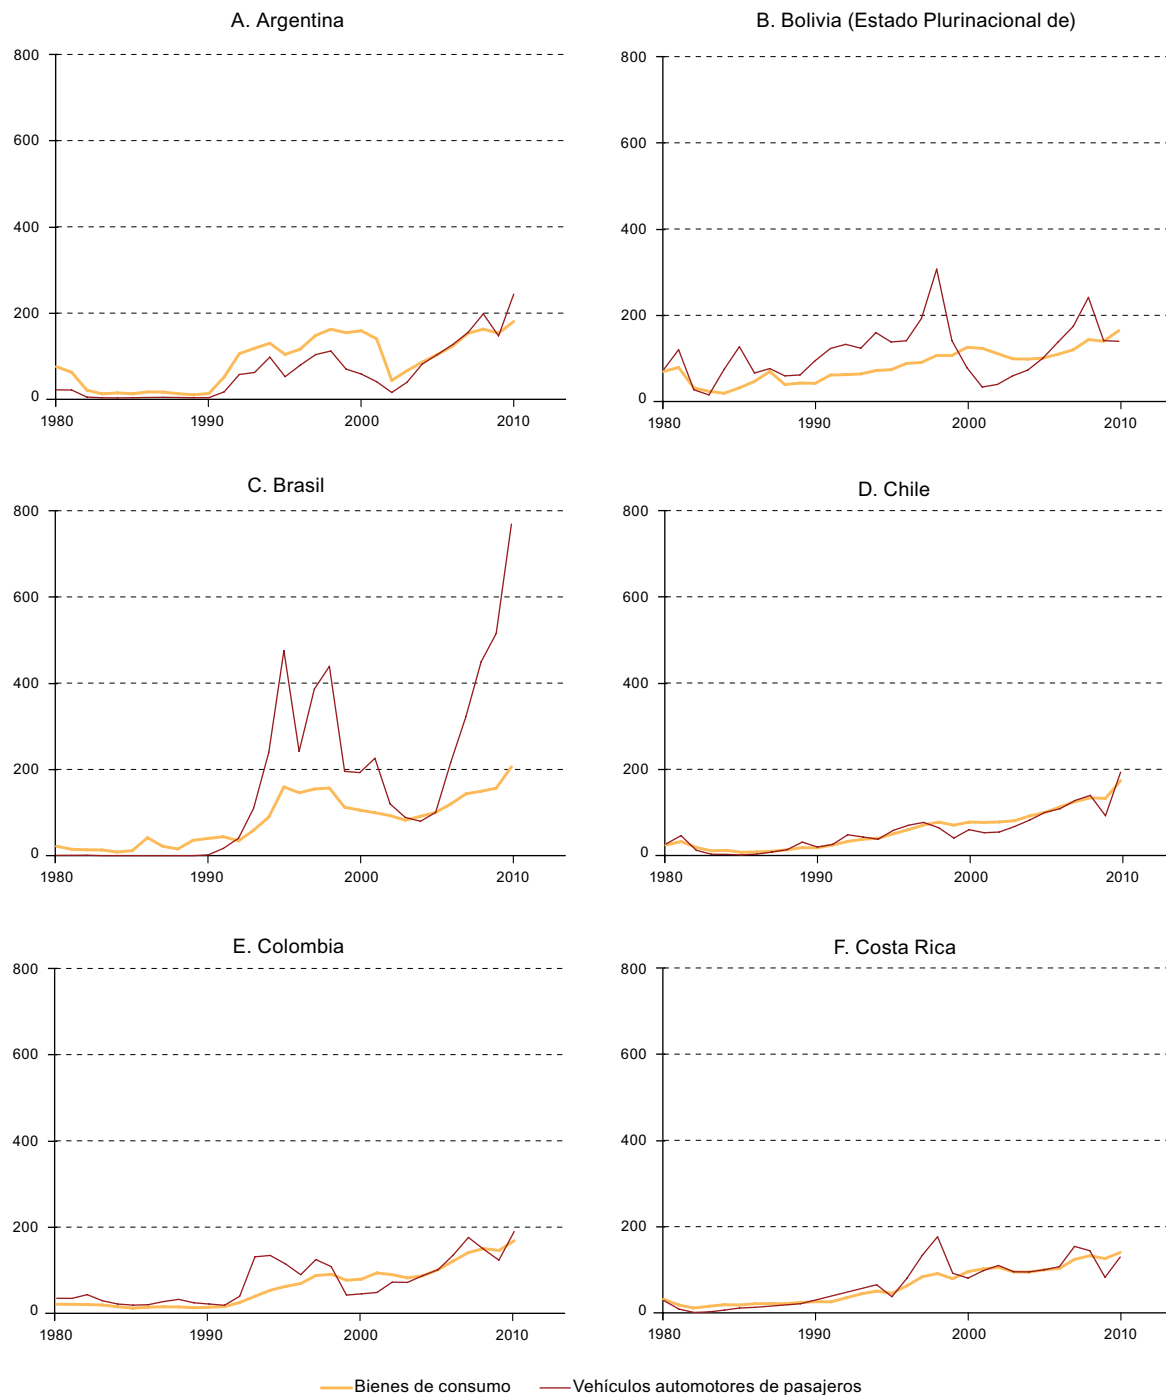 A. Argentina
800
600
400
200
0
1980 1990 2000 2010
B. Bolivia (Estado Plurinacional de)
800
600
400
200
0
1980 1990 2000 2010
C. Brasil
800
600
400
200
0
1980 1990 2000 2010
D. Chile
800
600
400
200
0
1980 1990 2000 2010
E. Colombia
800
600
400
200
0
1980 1990 2000 2010
F. Costa Rica
800
600
400
200
0
1980 1990 2000 2010
Bienes de consumo Vehículos automotores de pasajeros